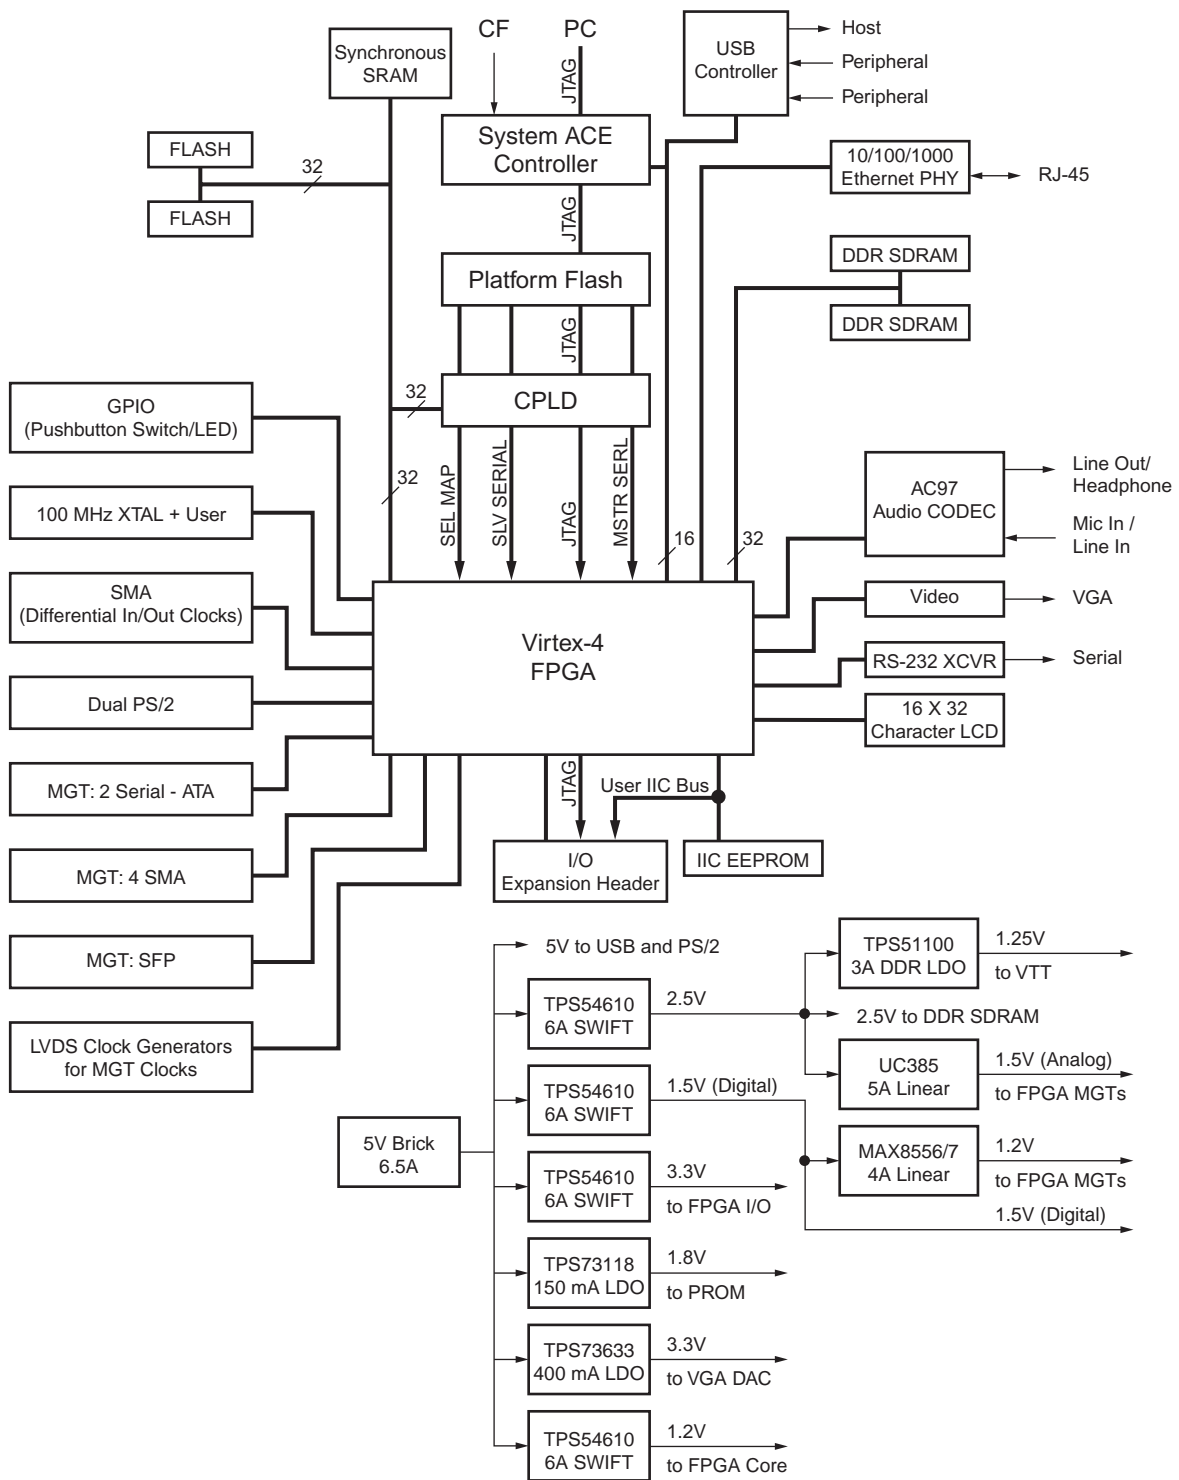 CF
PC
Synchronous
SRAM
USB
Controller
Host
Peripheral
Peripheral
JTAG
System ACE
Controller
FLASH
FLASH
32
10/100/1000
Ethernet PHY
RJ-45
JTAG
Platform Flash
DDR SDRAM
DDR SDRAM
JTAG
CPLD
32
32
SEL MAP
SLV SERIAL
JTAG
MSTR SERL
16
32
GPIO
(Pushbutton Switch/LED)
100 MHz XTAL + User
SMA
(Differential In/Out Clocks)
Dual PS/2
MGT: 2 Serial - ATA
MGT: 4 SMA
MGT: SFP
LVDS Clock Generators
for MGT Clocks
Virtex-4
FPGA
AC97
Audio CODEC
Line Out/
Headphone
Mic In /
Line In
Video
VGA
RS-232 XCVR
Serial
16 X 32
Character LCD
JTAG
User IIC Bus
I/O
Expansion Header
IIC EEPROM
5V to USB and PS/2
5V Brick
6.5A
TPS54610
6A SWIFT
2.5V
TPS51100
3A DDR LDO
1.25V
to VTT
2.5V to DDR SDRAM
UC385
5A Linear
1.5V (Analog)
to FPGA MGTs
TPS54610
6A SWIFT
1.5V (Digital)
MAX8556/7
4A Linear
1.2V
to FPGA MGTs
1.5V (Digital)
TPS54610
6A SWIFT
3.3V
to FPGA I/O
TPS73118
150 mA LDO
1.8V
to PROM
TPS73633
400 mA LDO
3.3V
to VGA DAC
TPS54610
6A SWIFT
1.2V
to FPGA Core